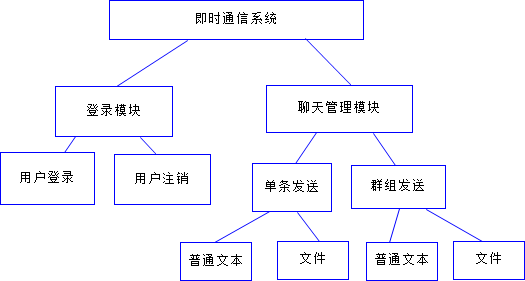 即时通信系统
登录模块
聊天管理模块
用户登录
用户注销
单条发送
群组发送
普通文本
文件
普通文本
文件